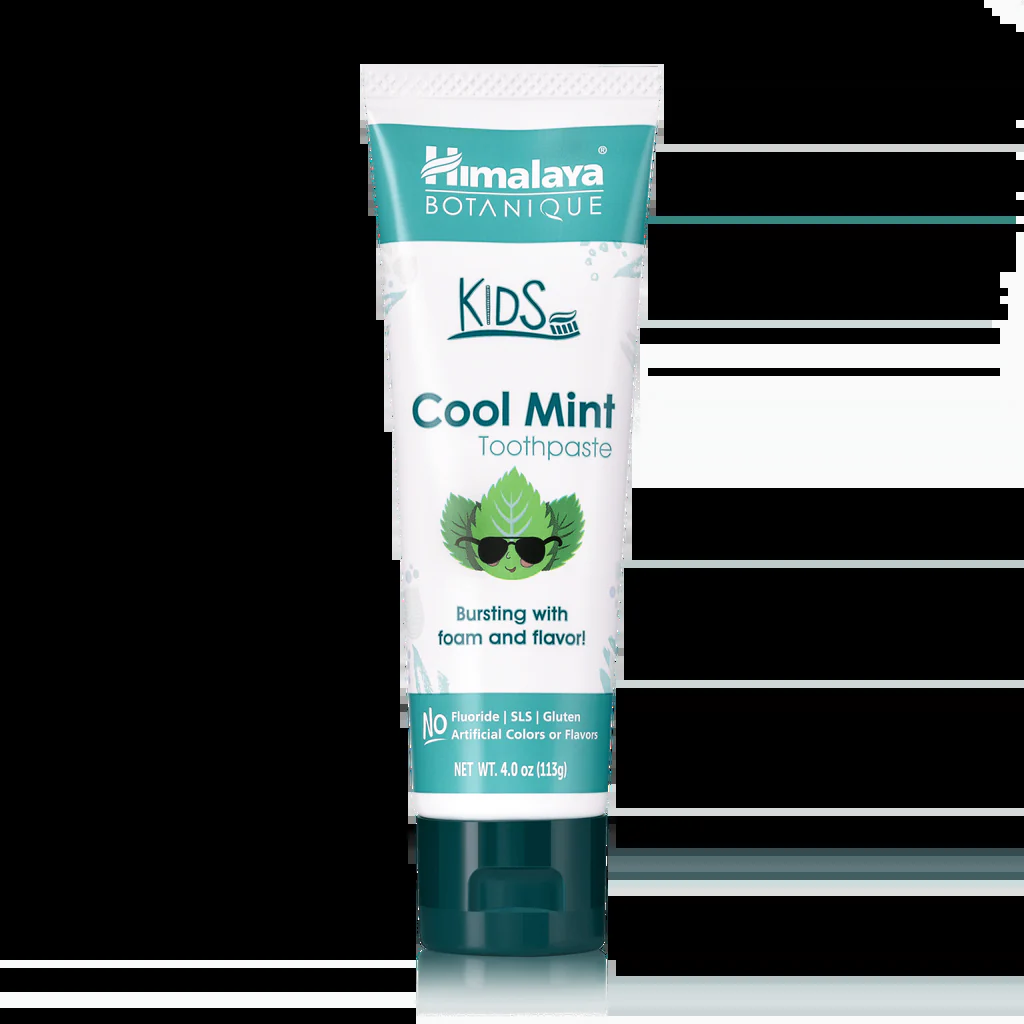 Himalaya®
BOTANIQUE
KIDS
Cool Mint
Toothpaste
Bursting with
foam and flavor!
No Fluoride | SLS | Gluten
Artificial Colors or Flavors
NET WT. 4.0 oz (113g)